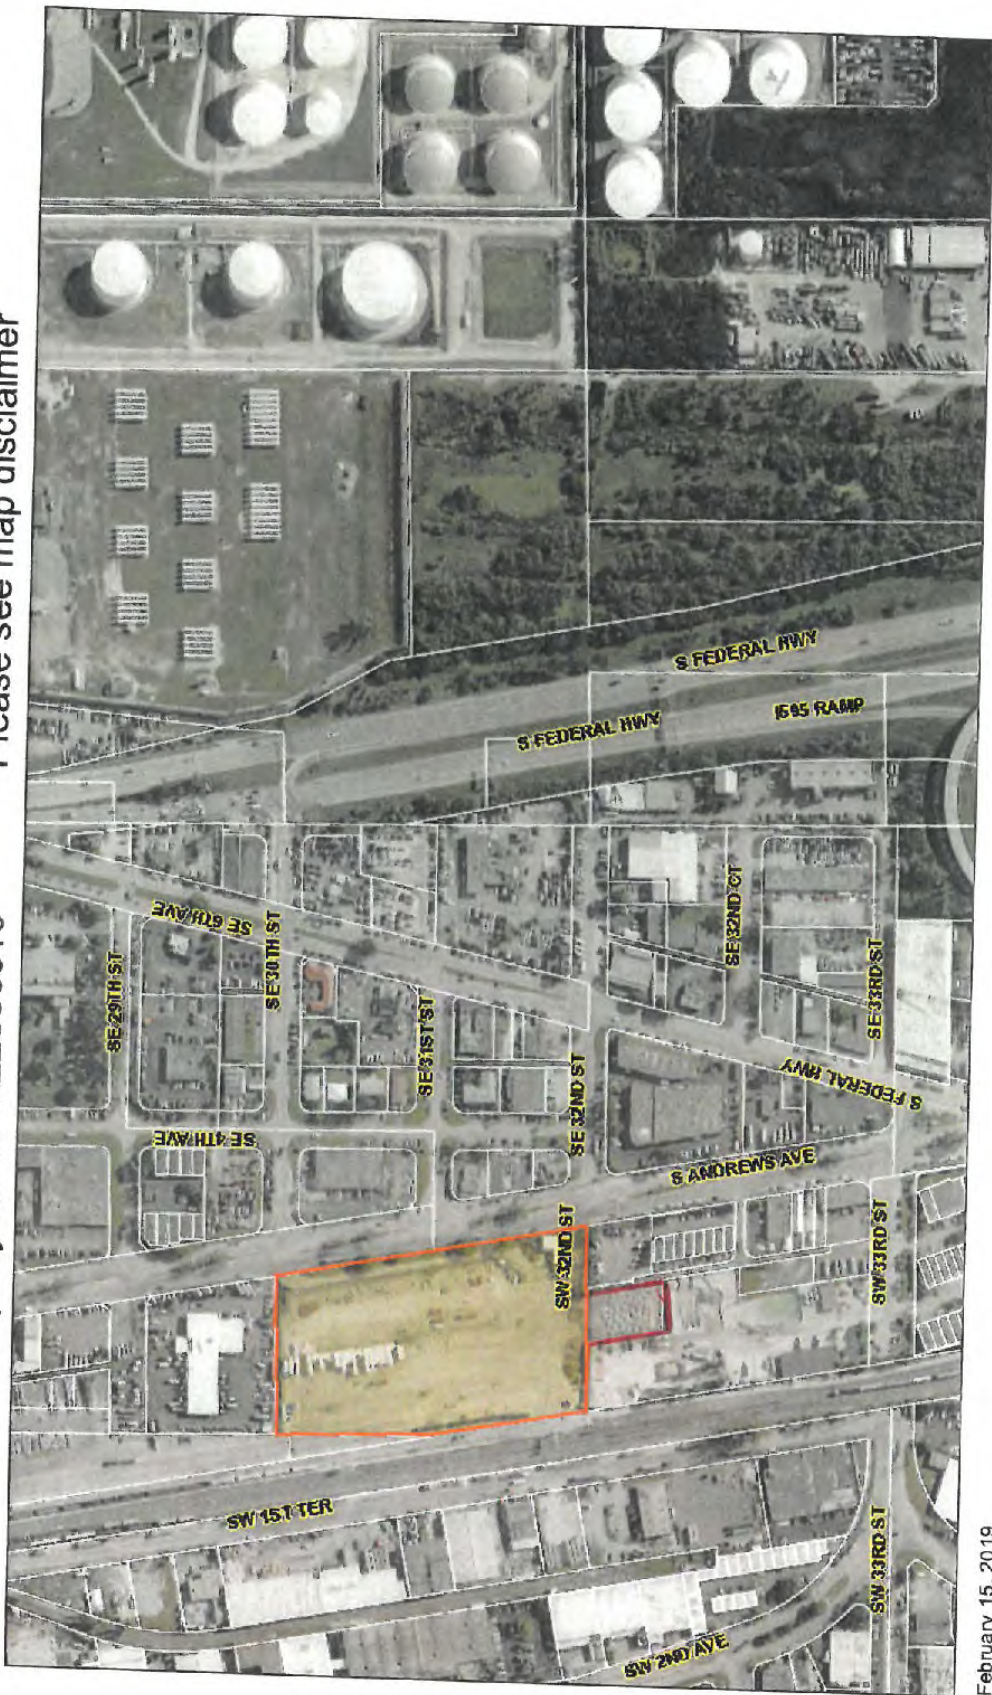 Please see map disclaimer
S FEDERAL HWY
S FEDERAL HWY
I595 RAMP
SE 6TH AVE
SE 29TH ST
SE 30TH ST
SE 31ST ST
SE 32ND ST
SE 32ND CT
SE 33RD ST
S FEDERAL HWY
SE 4TH AVE
S ANDREWS AVE
SW 32ND ST
SW 33RD ST
SW 1ST TER
SW 33RD ST
SW 2ND AVE
February 15, 2019